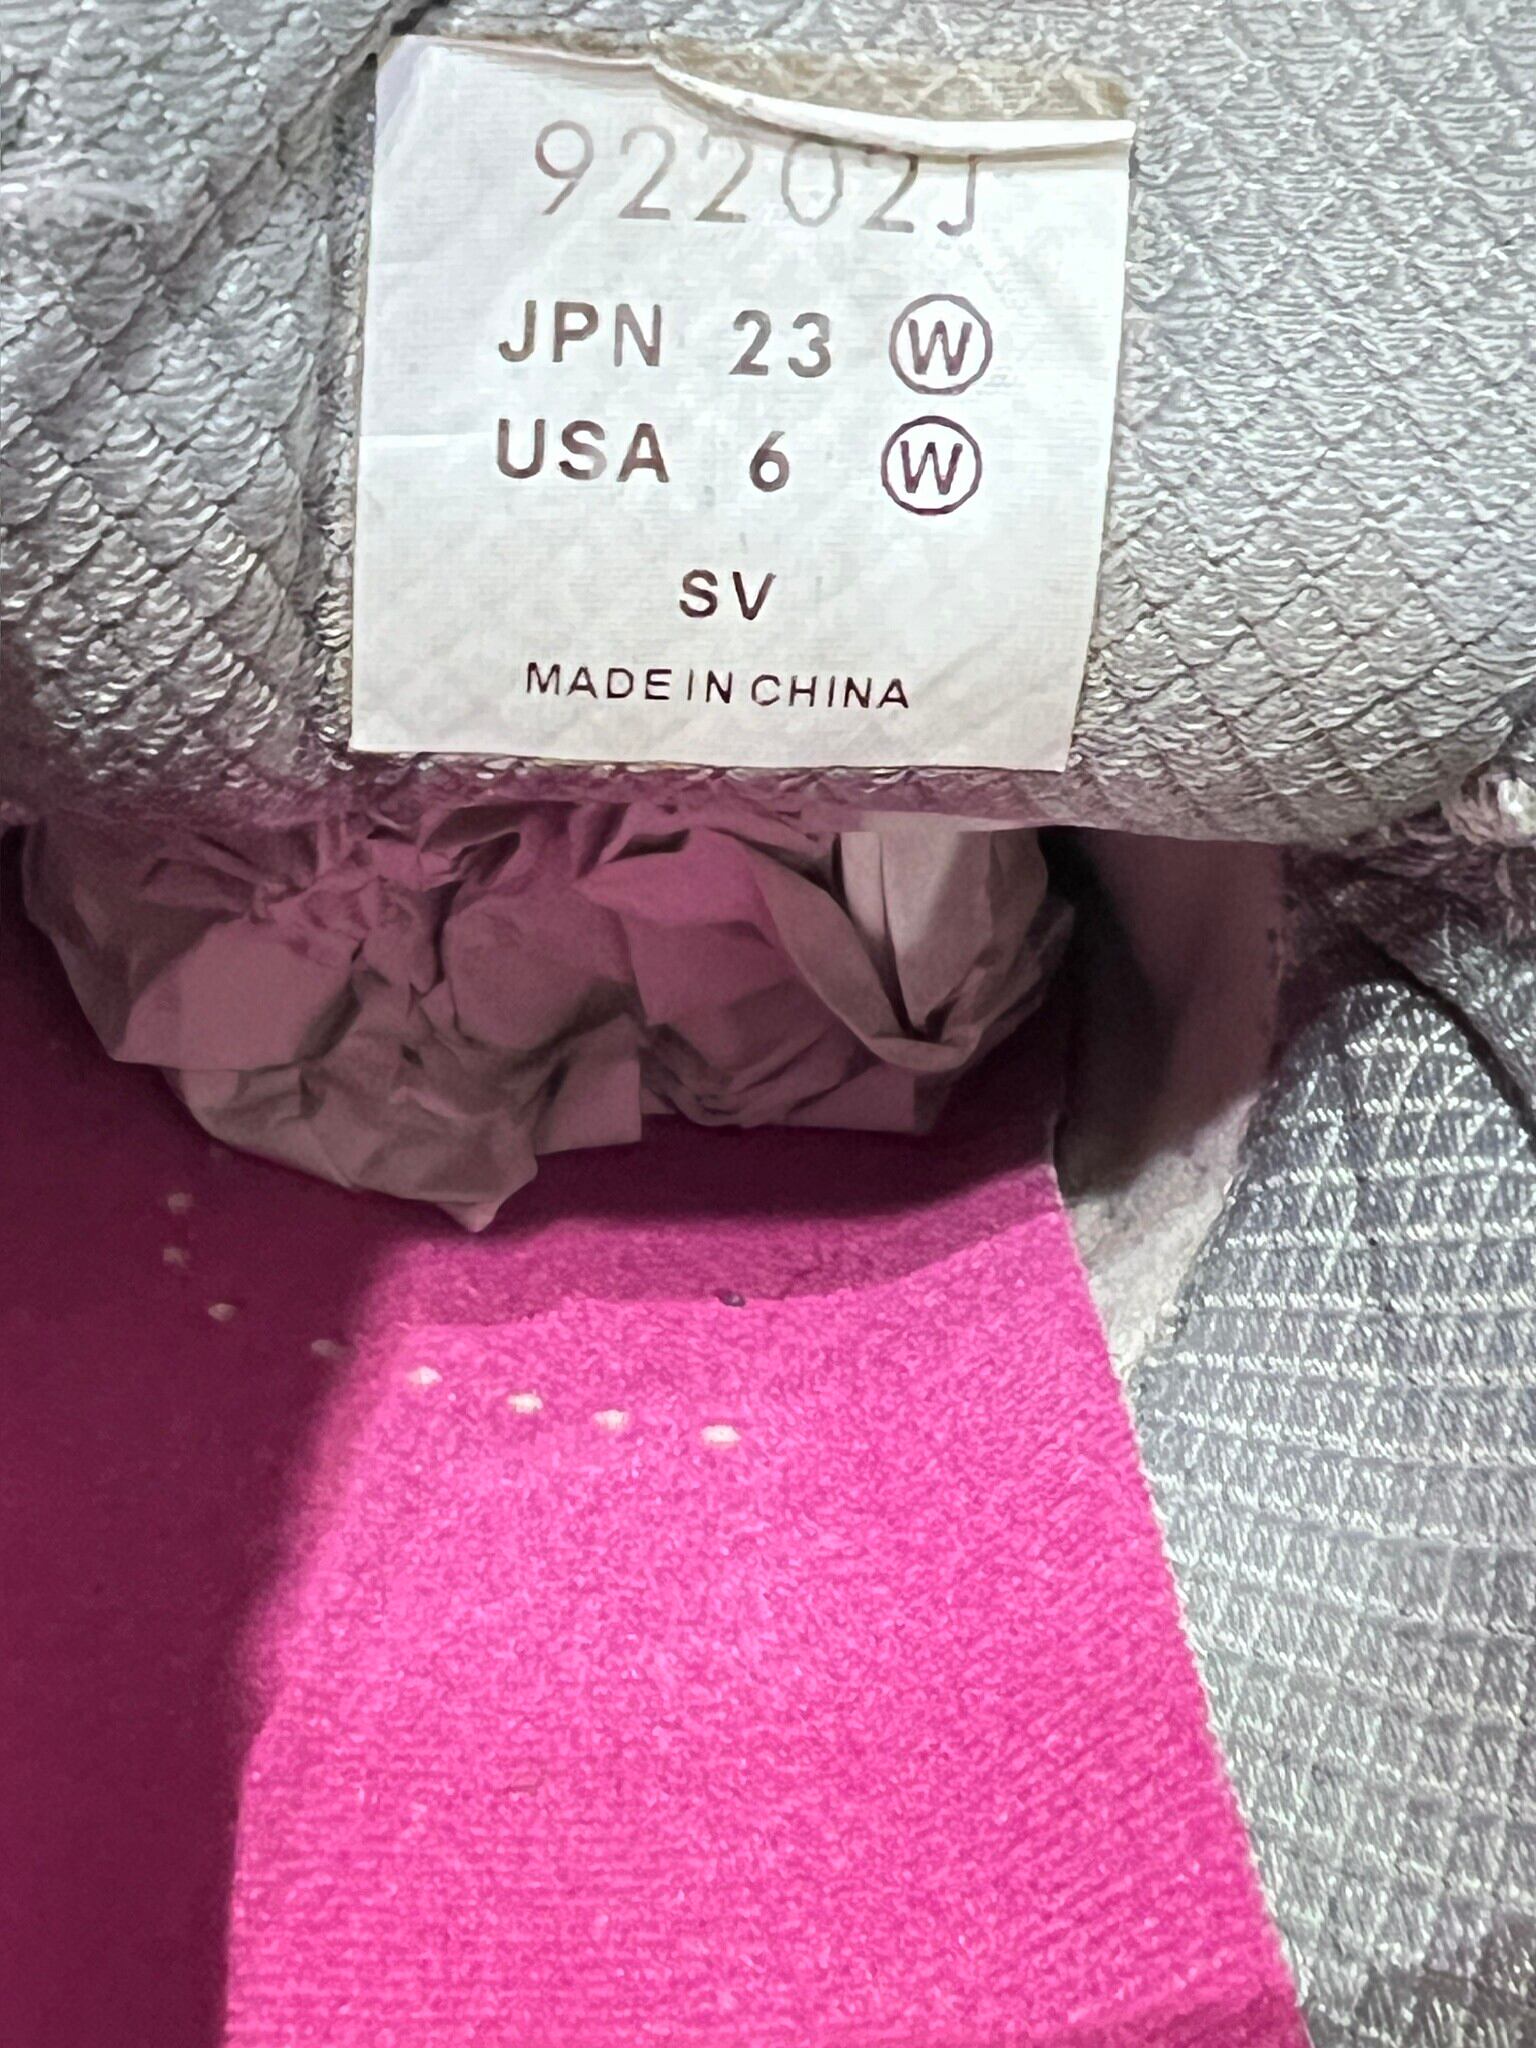 92202J
JPN 23 Ⓦ
USA 6 Ⓦ
SV
MADE IN CHINA